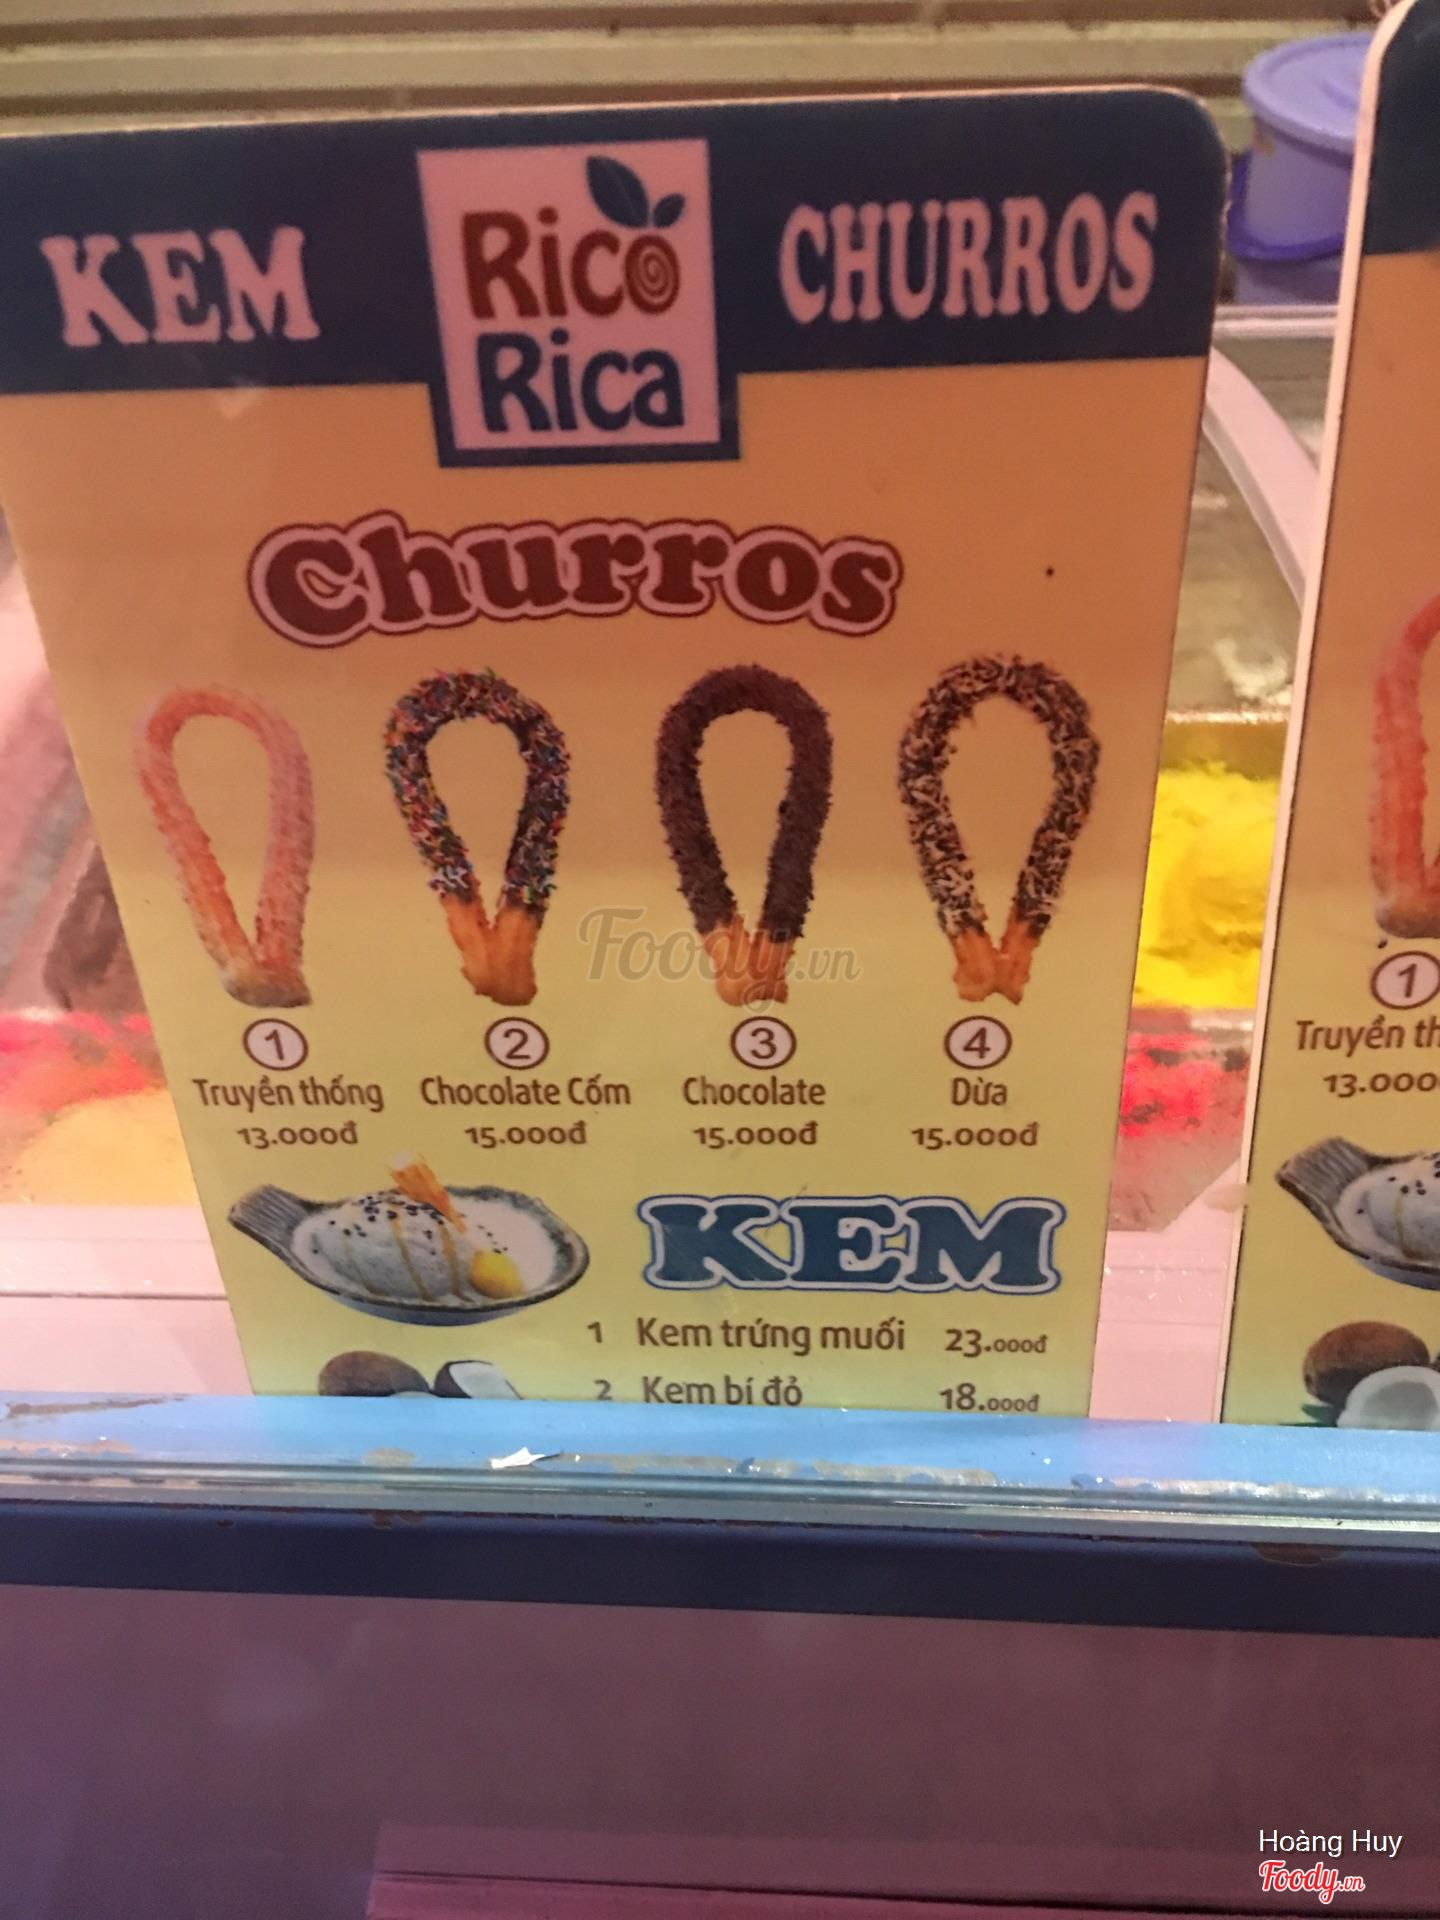 KEM
Rico
Rica
CHURROS
Churros
1
2
3
4
Truyền thống
Chocolate Cốm
Chocolate
Dừa
13.000đ
15.000đ
15.000đ
15.000đ
KEM
1 Kem trứng muối 23.000đ
2 Kem bí đỏ 18.000đ
1
Truyền th
13.000
Foody.vn
Hoàng Huy
Foody.vn